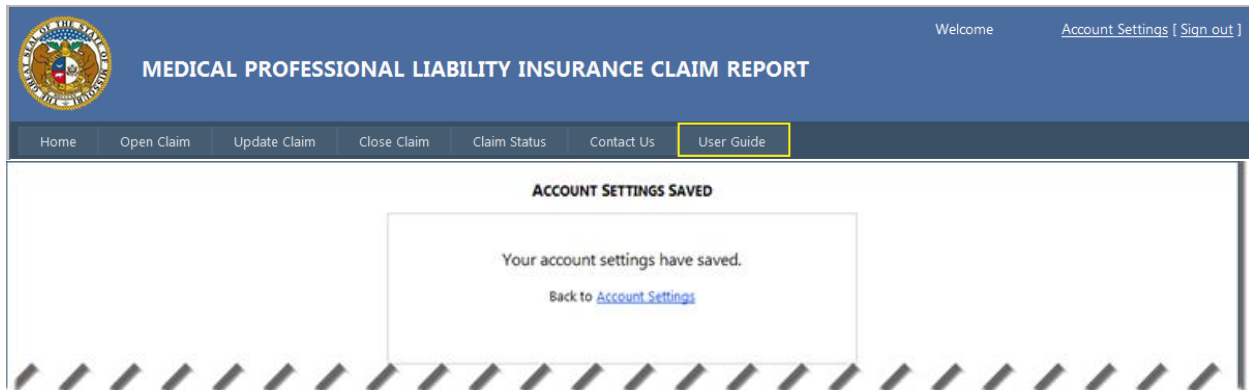 Welcome Account Settings [ Sign out ]
MEDICAL PROFESSIONAL LIABILITY INSURANCE CLAIM REPORT
Home Open Claim Update Claim Close Claim Claim Status Contact Us User Guide
ACCOUNT SETTINGS SAVED
Your account settings have saved.
Back to Account Settings